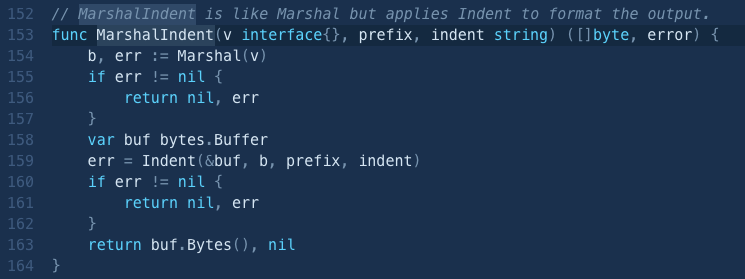 152 // MarshalIndent is like Marshal but applies Indent to format the output.
153 func MarshalIndent(v interface{}, prefix, indent string) ([]byte, error) {
154     b, err := Marshal(v)
155     if err != nil {
156         return nil, err
157     }
158     var buf bytes.Buffer
159     err = Indent(&buf, b, prefix, indent)
160     if err != nil {
161         return nil, err
162     }
163     return buf.Bytes(), nil
164 }